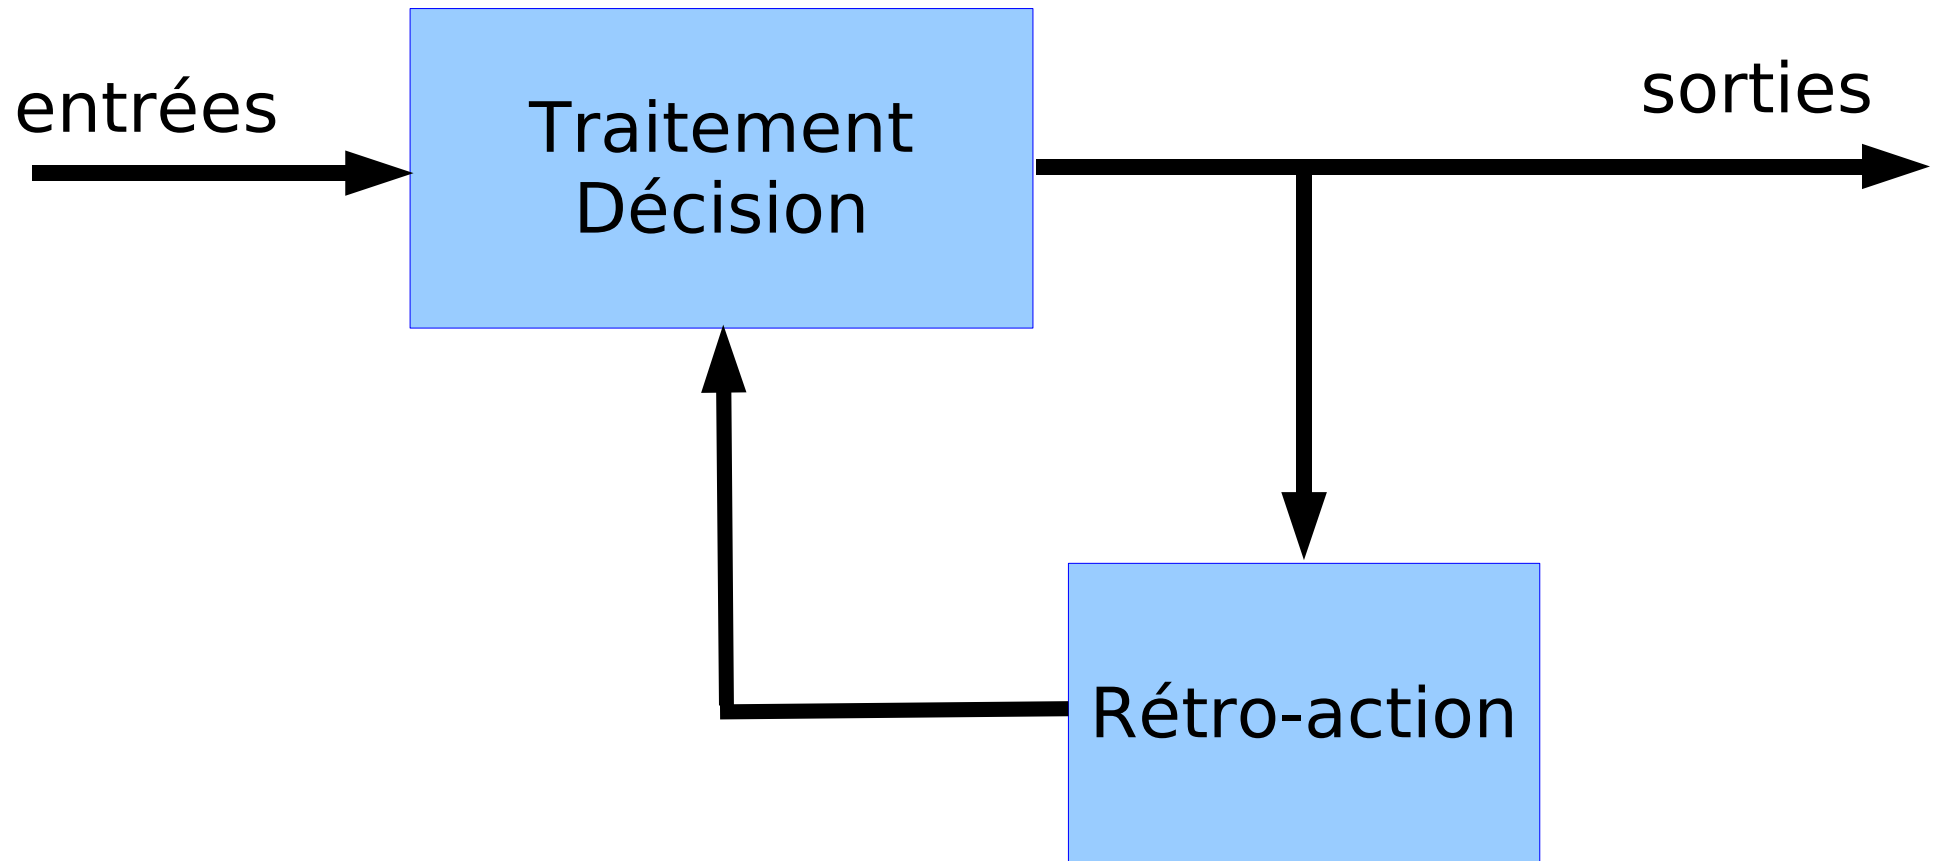 entrées
Traitement
Décision
sorties
Rétro-action